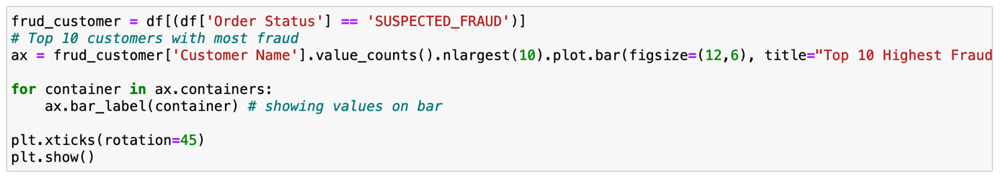 frud_customer = df[(df['Order Status'] == 'SUSPECTED_FRAUD')]
# Top 10 customers with most fraud
ax = frud_customer['Customer Name'].value_counts().nlargest(10).plot.bar(figsize=(12,6), title="Top 10 Highest Fraud
for container in ax.containers:
    ax.bar_label(container) # showing values on bar
plt.xticks(rotation=45)
plt.show()